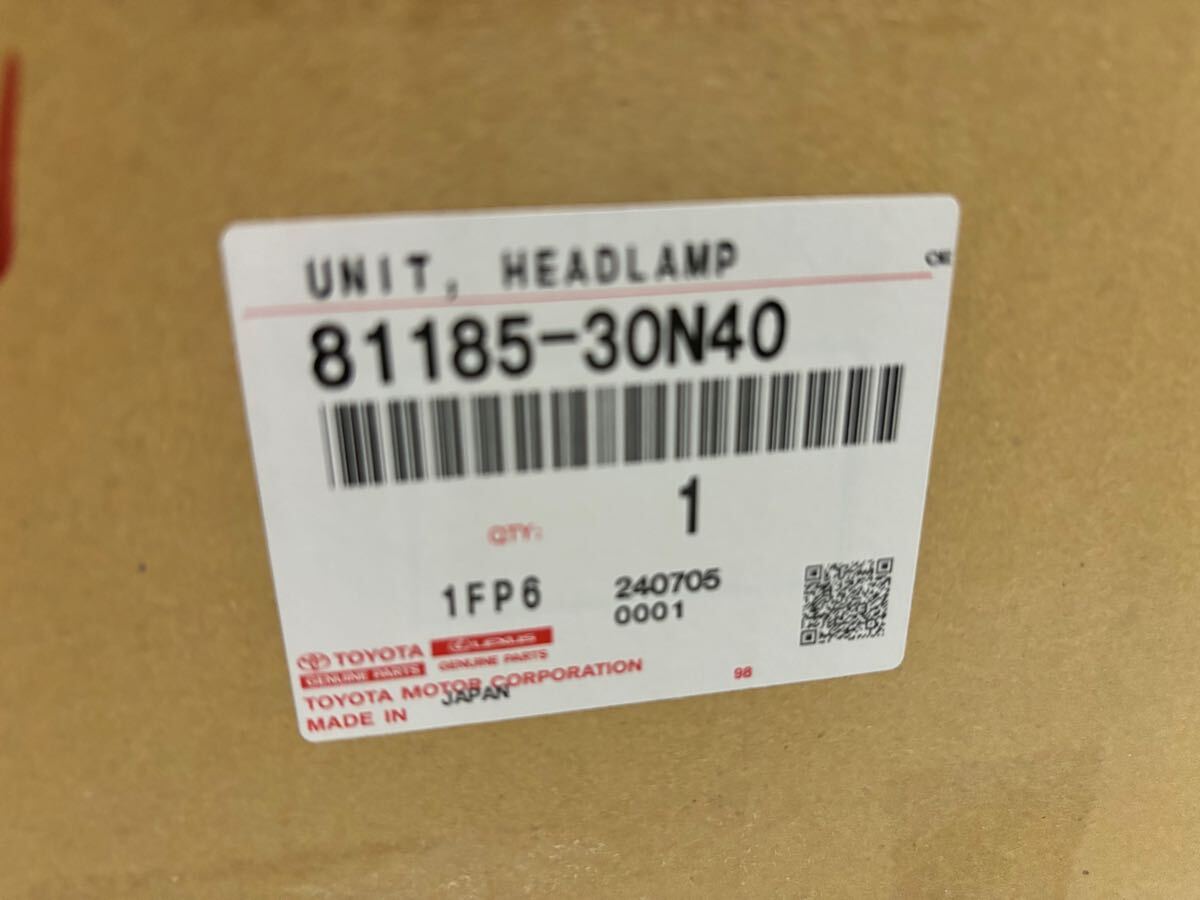 UNIT, HEADLAMP
81185-30N40
QTY: 1
1FP6
240705
0001
TOYOTA
GENUINE PARTS
LEXUS
GENUINE PARTS
TOYOTA MOTOR CORPORATION
MADE IN JAPAN
98